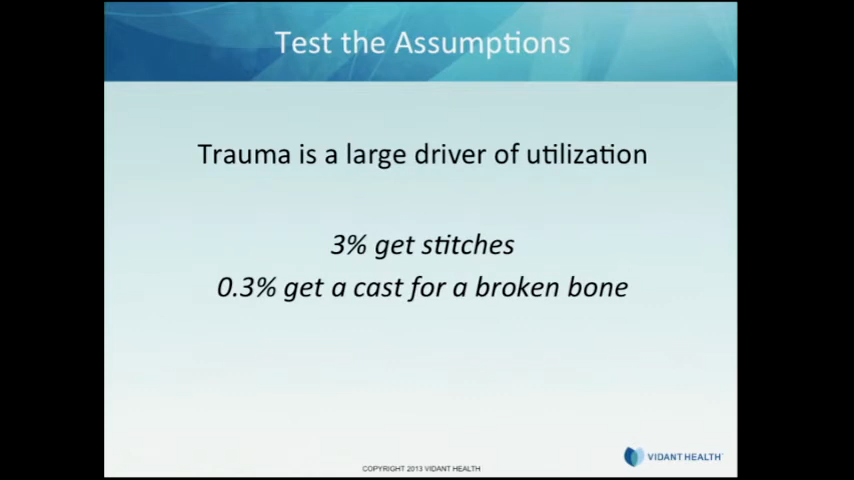 Test the Assumptions
Trauma is a large driver of utilization
3% get stitches
0.3% get a cast for a broken bone
VIDANT HEALTH
COPYRIGHT 2013 VIDANT HEALTH